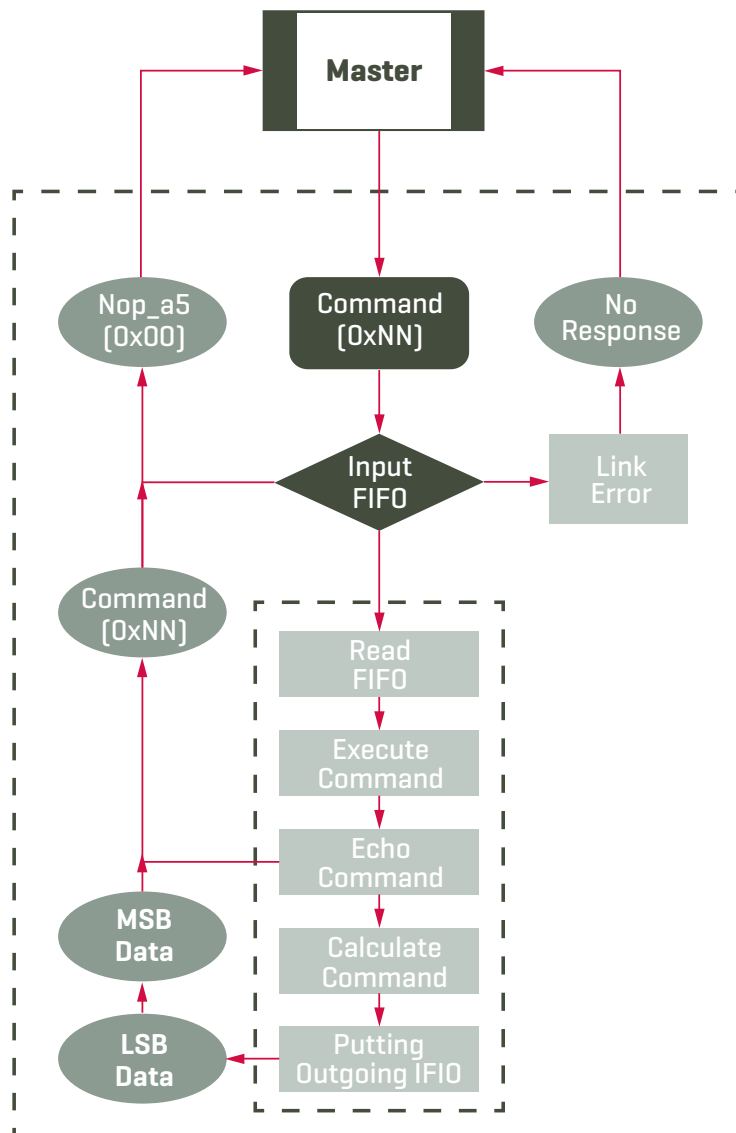 Master
Nop_a5
(0x00)
Command
(0xNN)
No
Response
Input
FIFO
Link
Error
Command
(0xNN)
Read
FIFO
Execute
Command
Echo
Command
MSB
Data
Calculate
Command
LSB
Data
Putting
Outgoing IFIO